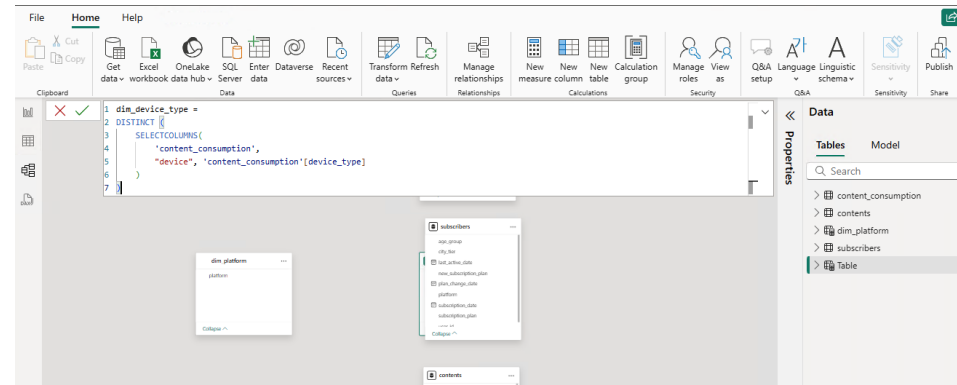 File Home Help
Cut
Paste Copy
Get data Excel workbook OneLake data hub SQL Server Enter data Dataverse Recent sources Transform data Refresh Manage relationships New measure New column New table Calculation group Manage roles View as Q&A setup Language Linguistic schema Sensitivity Publish
Clipboard Data Queries Relationships Calculations Security Q&A Sensitivity Share
1 dim_device_type =
2 DISTINCT (
3 SELECTCOLUMNS(
4 'content_consumption',
5 "device", 'content_consumption'[device_type]
6 )
7 )
Properties
Data
Tables Model
Search
content_consumption
contents
dim_platform
subscribers
Table
subscribers
age_group
city_tier
last_active_date
new_subscription_plan
plan_change_date
platform
subscription_date
subscription_plan
Collapse
dim_platform
platform
Collapse
contents